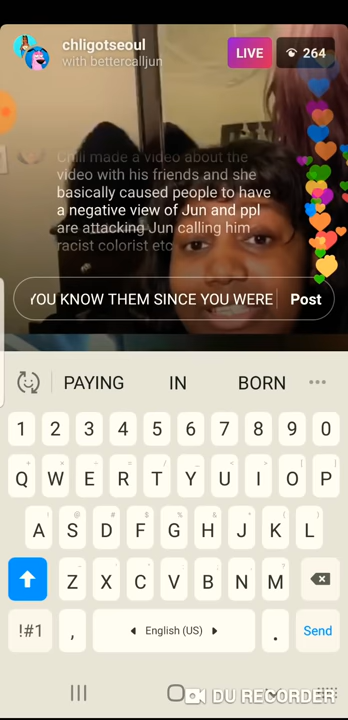 chligotseoul
with bettercalljun
LIVE
264
Chili made a video about the
video with his friends and she
basically caused people to have
a negative view of Jun and ppl
are attacking Jun calling him
racist colorist etc
YOU KNOW THEM SINCE YOU WERE
Post
PAYING IN BORN
1 2 3 4 5 6 7 8 9 0
Q W E R T Y U I O P
A S D F G H J K L
Z X C V B N M
!#1 , English (US) . Send
DU RECORDER